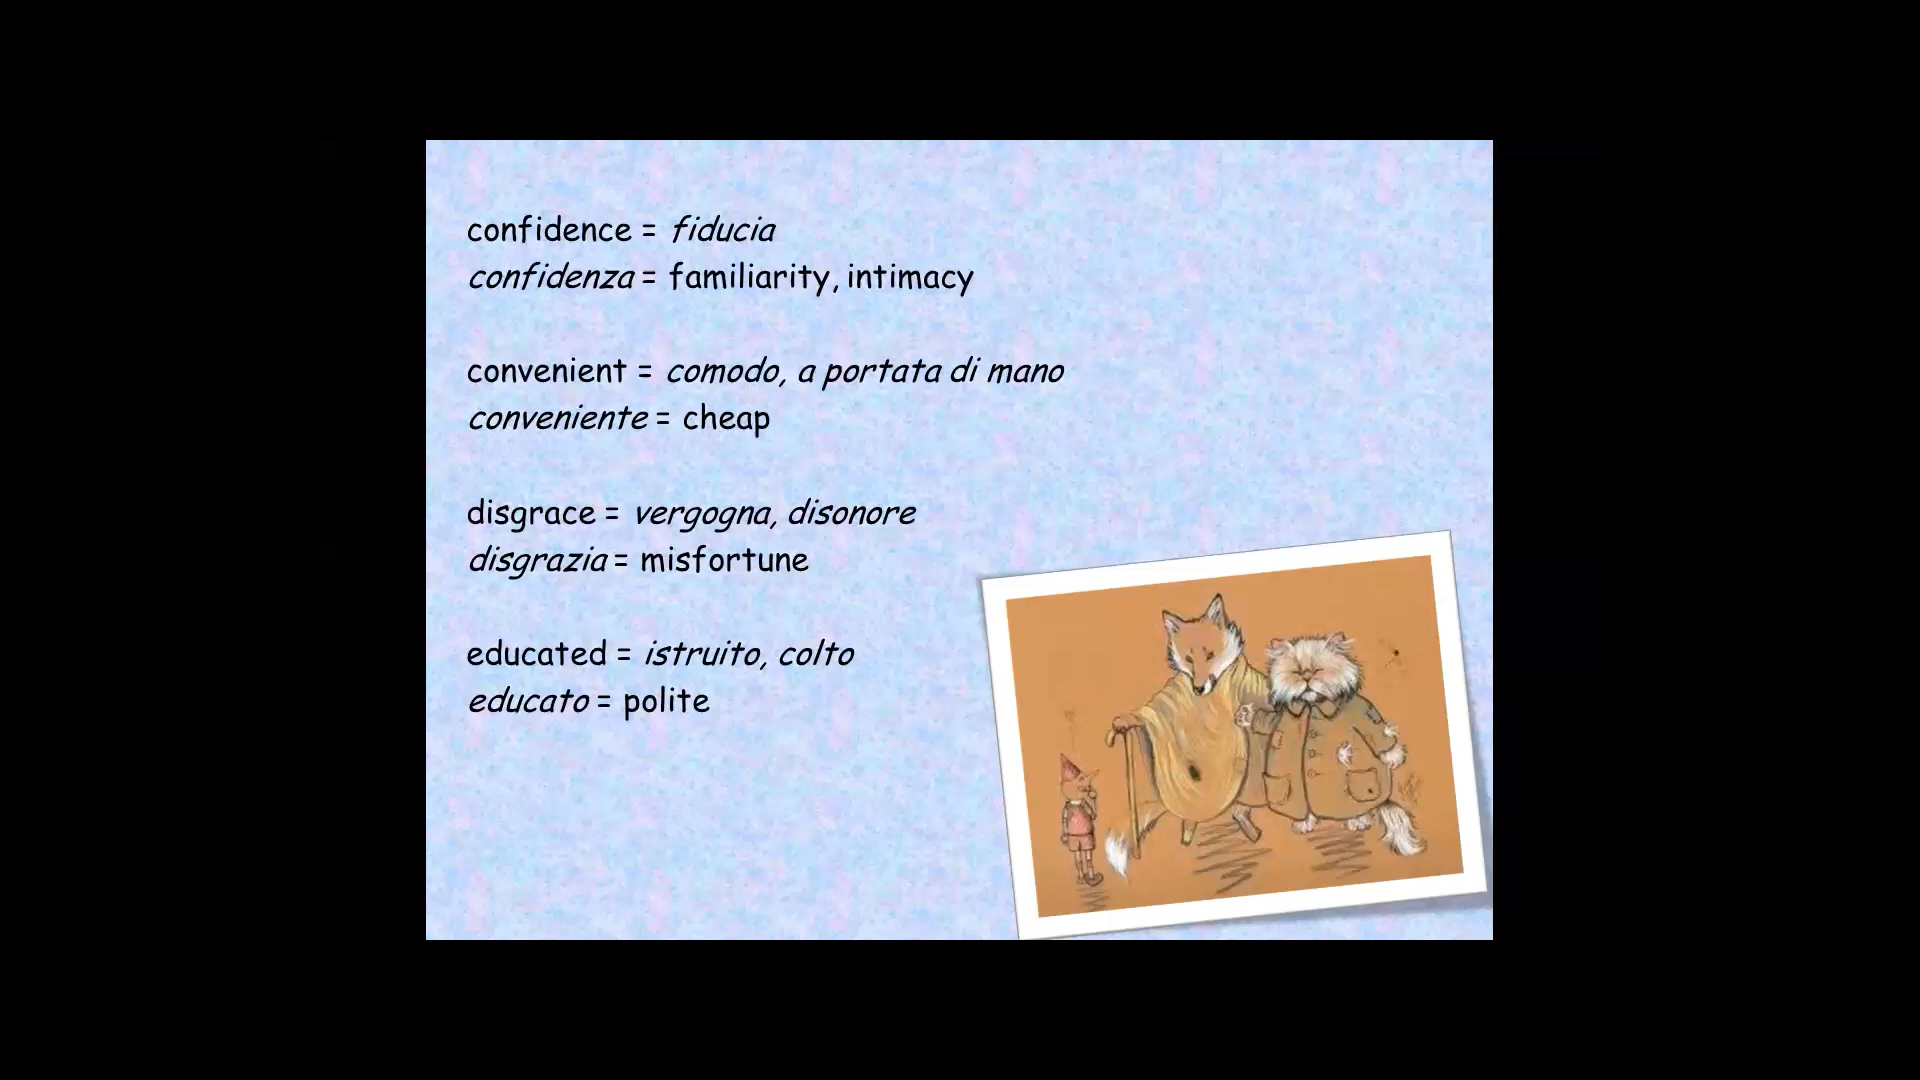 confidence = fiducia
confidenza = familiarity, intimacy
convenient = comodo, a portata di mano
conveniente = cheap
disgrace = vergogna, disonore
disgrazia = misfortune
educated = istruito, colto
educato = polite